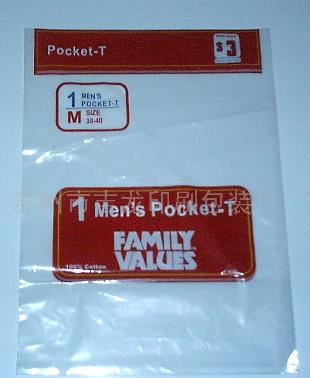 Pocket-T
$3
1 MEN'S
POCKET-T
M SIZE
38-40
1 Men's Pocket-T
FAMILY
VALUES
100% Cotton